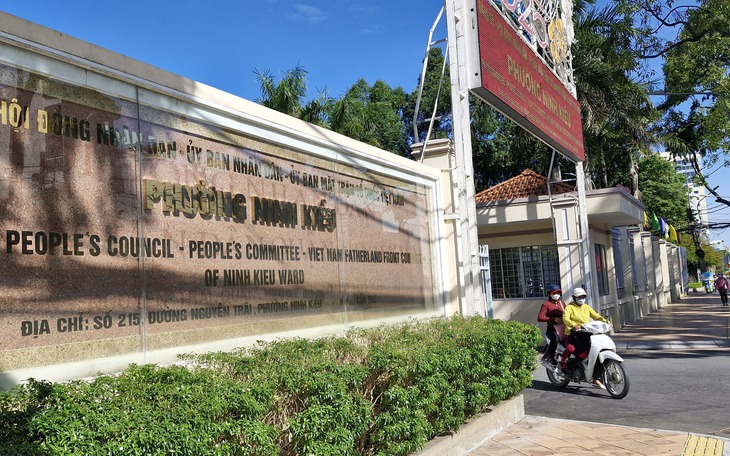 HỘI ĐỒNG NHÂN DÂN - ỦY BAN NHÂN DÂN - ỦY BAN MẶT TRẬN TỔ QUỐC VIỆT NAM
PHƯỜNG NINH KIỀU
PEOPLE'S COUNCIL - PEOPLE'S COMMITTEE - VIET NAM FATHERLAND FRONT COM
OF NINH KIEU WARD
ĐỊA CHỈ: SỐ 215, ĐƯỜNG NGUYỄN TRÃI, PHƯỜNG NINH KIỀU
PHƯỜNG NINH KIỀU